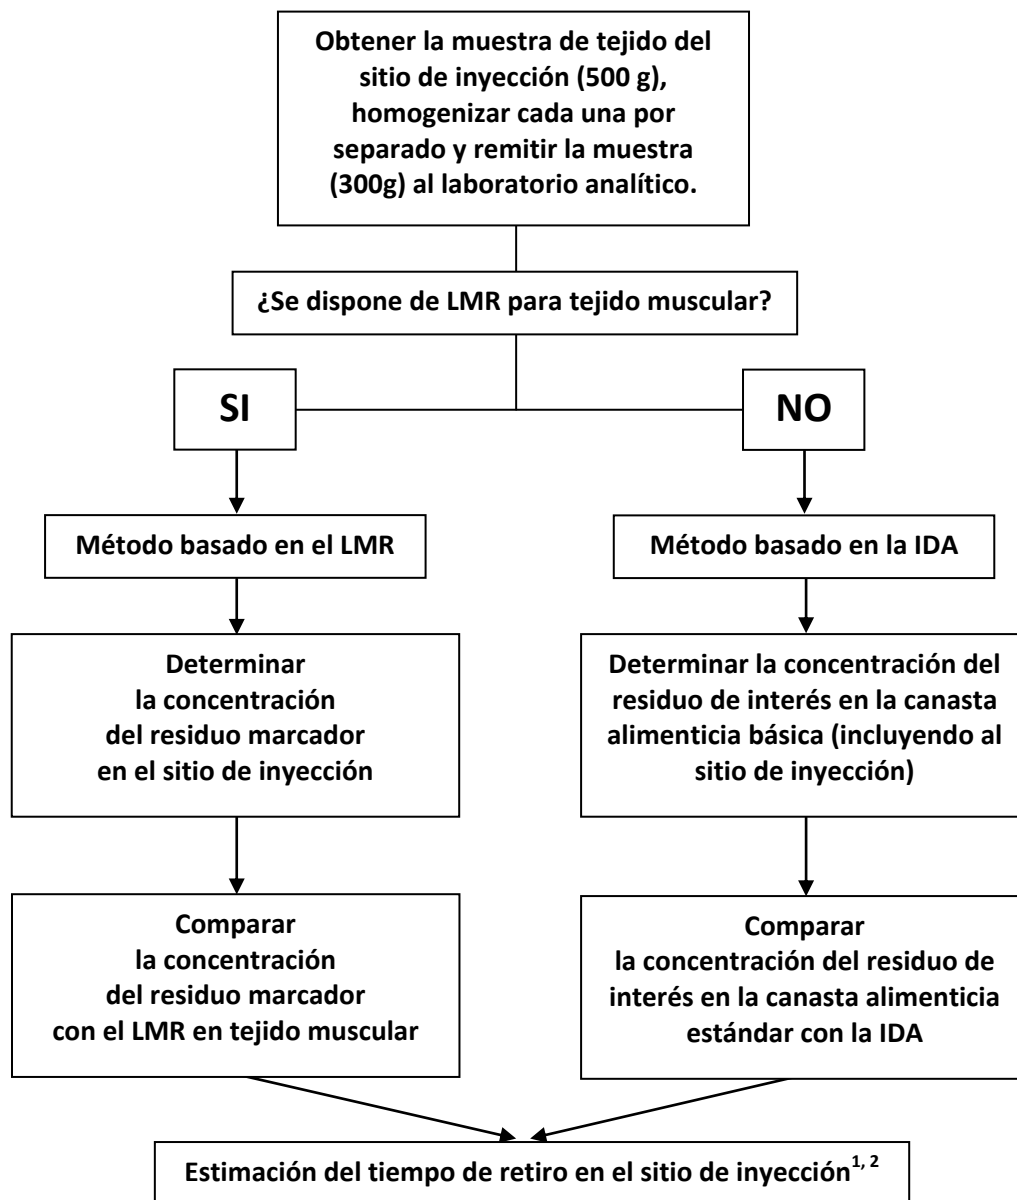 Obtener la muestra de tejido del
sitio de inyección (500 g),
homogenizar cada una por
separado y remitir la muestra
(300g) al laboratorio analítico.
¿Se dispone de LMR para tejido muscular?
SI
NO
Método basado en el LMR
Método basado en la IDA
Determinar
la concentración
del residuo marcador
en el sitio de inyección
Determinar la concentración del
residuo de interés en la canasta
alimenticia básica (incluyendo al
sitio de inyección)
Comparar
la concentración
del residuo marcador
con el LMR en tejido muscular
Comparar
la concentración del residuo de
interés en la canasta alimenticia
estándar con la IDA
Estimación del tiempo de retiro en el sitio de inyección1, 2